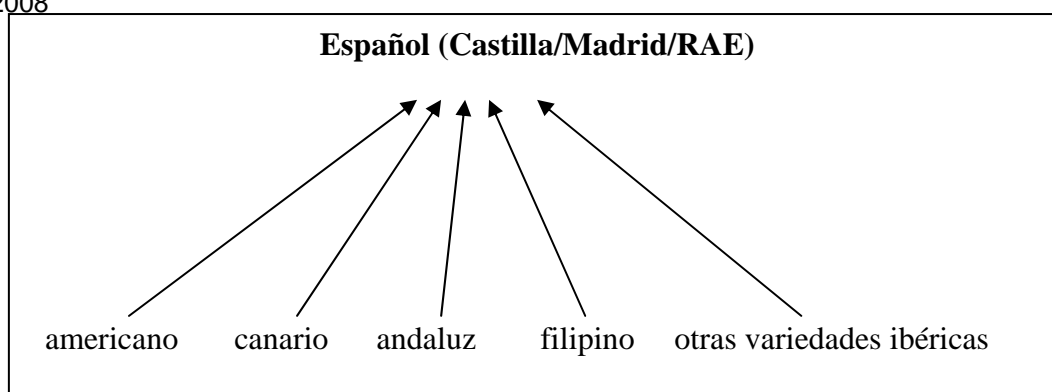 2008
Español (Castilla/Madrid/RAE)
americano canario andaluz filipino otras variedades ibéricas